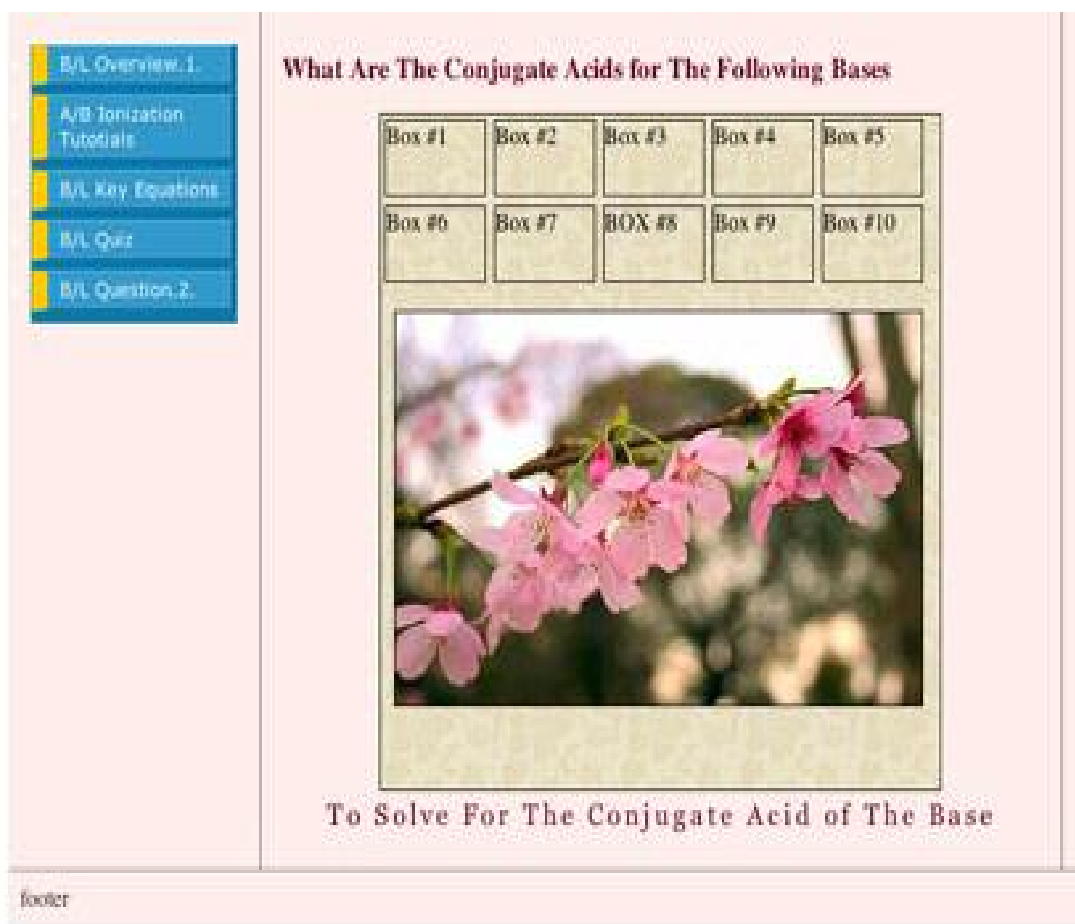 B/L Overview.1.
A/B Ionization
Tutotials
B/L Key Equations
B/L Quiz
B/L Question.2.
What Are The Conjugate Acids for The Following Bases
Box #1 Box #2 Box #3 Box #4 Box #5
Box #6 Box #7 BOX #8 Box #9 Box #10
To Solve For The Conjugate Acid of The Base
footer